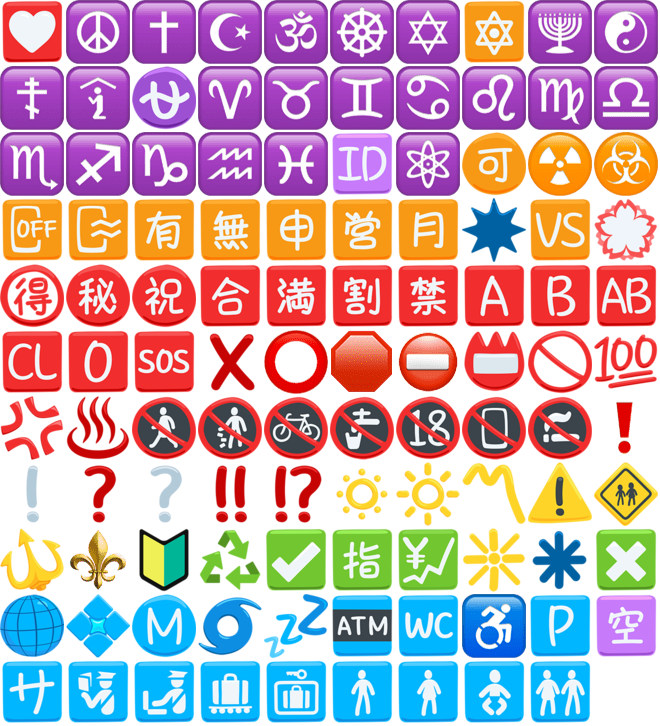 ID 可
OFF 有 無 申 営 月 VS
得 秘 祝 合 満 割 禁 A B AB
CL O SOS 100
18
! 
! ? ? !! !?
指 ¥
M zzz ATM WC P 空
サ